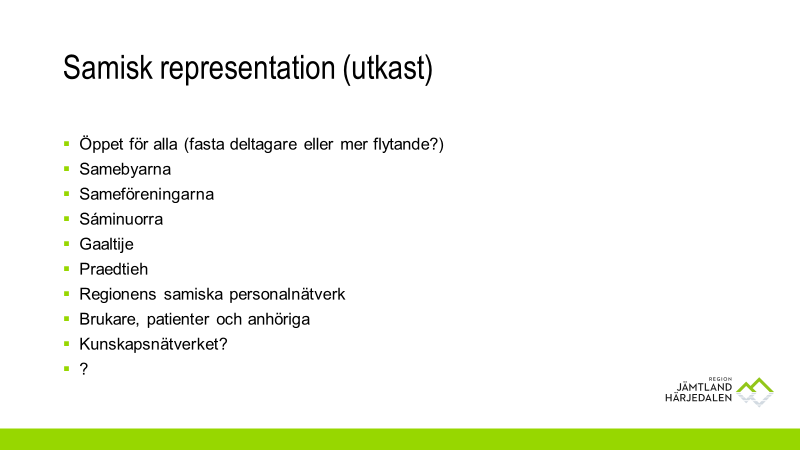 Samisk representation (utkast)
Öppet för alla (fasta deltagare eller mer flytande?)
Samebyarna
Sameföreningarna
Sáminuorra
Gaaltije
Praedtieh
Regionens samiska personalnätverk
Brukare, patienter och anhöriga
Kunskapsnätverket?
?
REGION
JÄMTLAND
HÄRJEDALEN